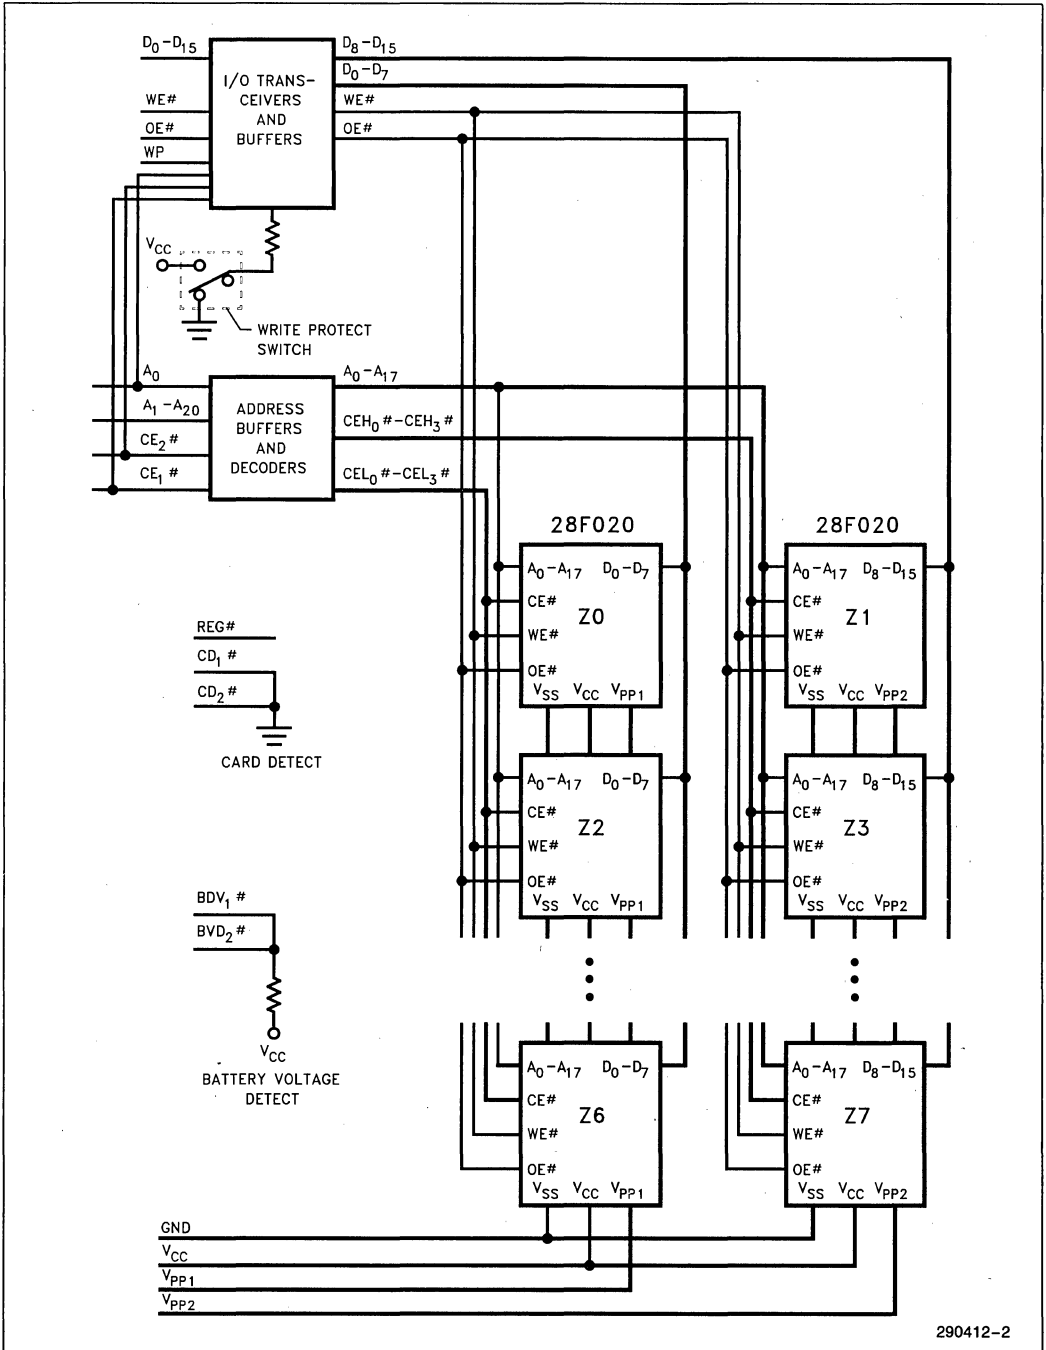 D0-D15
WE#
OE#
WP
I/O TRANS-
CEIVERS
AND
BUFFERS
D8-D15
D0-D7
WE#
OE#
VCC
WRITE PROTECT
SWITCH
A0
A1-A20
CE2#
CE1#
ADDRESS
BUFFERS
AND
DECODERS
A0-A17
CEH0#-CEH3#
CEL0#-CEL3#
28F020
A0-A17 D0-D7
CE#
Z0
WE#
OE#
VSS VCC VPP1
28F020
A0-A17 D8-D15
CE#
Z1
WE#
OE#
VSS VCC VPP2
REG#
CD1#
CD2#
CARD DETECT
A0-A17 D0-D7
CE#
Z2
WE#
OE#
VSS VCC VPP1
A0-A17 D8-D15
CE#
Z3
WE#
OE#
VSS VCC VPP2
BDV1#
BVD2#
VCC
BATTERY VOLTAGE
DETECT
A0-A17 D0-D7
CE#
Z6
WE#
OE#
VSS VCC VPP1
A0-A17 D8-D15
CE#
Z7
WE#
OE#
VSS VCC VPP2
GND
VCC
VPP1
VPP2
290412-2